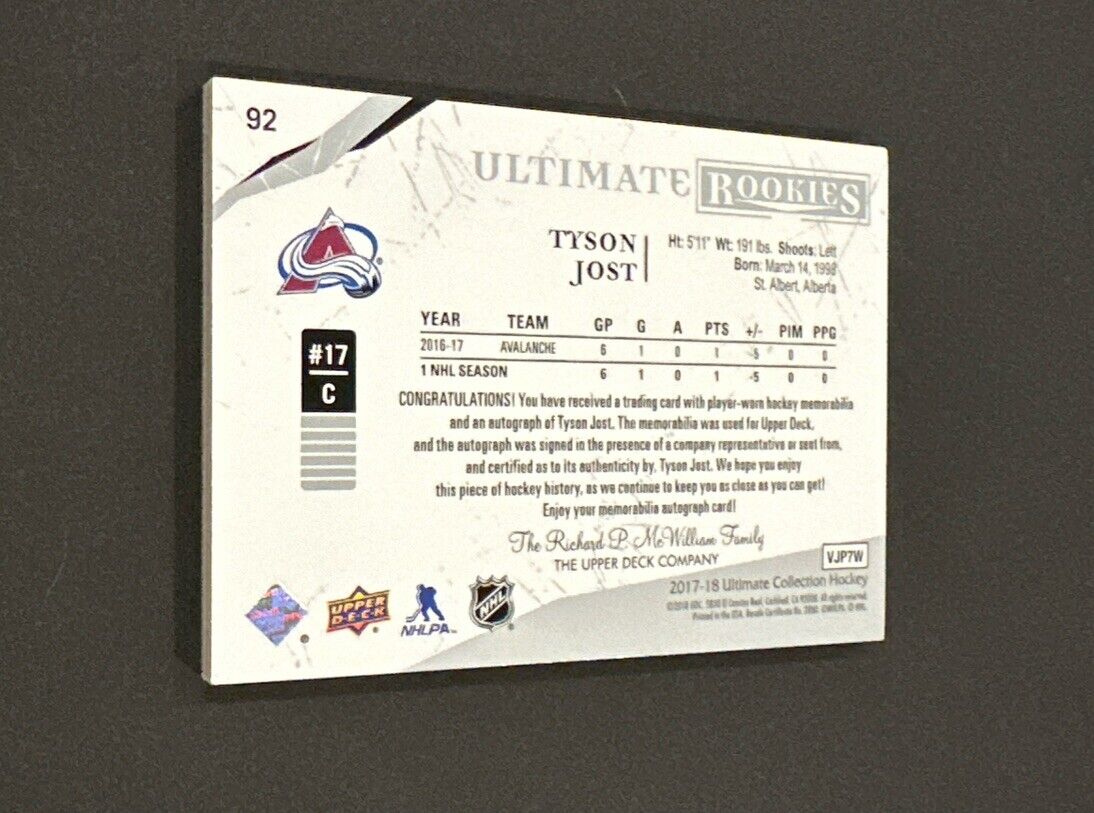 92
ULTIMATE ROOKIES
TYSON JOST
Ht: 5'11" Wt: 191 lbs. Shoots: Left
Born: March 14, 1998
St. Albert, Alberta
#17
C
YEAR TEAM GP G A PTS +/- PIM PPG
2016-17 AVALANCHE 6 1 0 1 -5 0 0
1 NHL SEASON 6 1 0 1 -5 0 0
CONGRATULATIONS! You have received a trading card with player-worn hockey memorabilia
and an autograph of Tyson Jost. The memorabilia was used for Upper Deck,
and the autograph was signed in the presence of a company representative or sent from,
and certified as to its authenticity by, Tyson Jost. We hope you enjoy
this piece of hockey history, as we continue to keep you as close as you can get!
Enjoy your memorabilia autograph card!
The Richard P. McWilliam Family
THE UPPER DECK COMPANY
VJP7W
2017-18 Ultimate Collection Hockey
UPPER DECK
NHLPA
NHL
Printed in the USA.